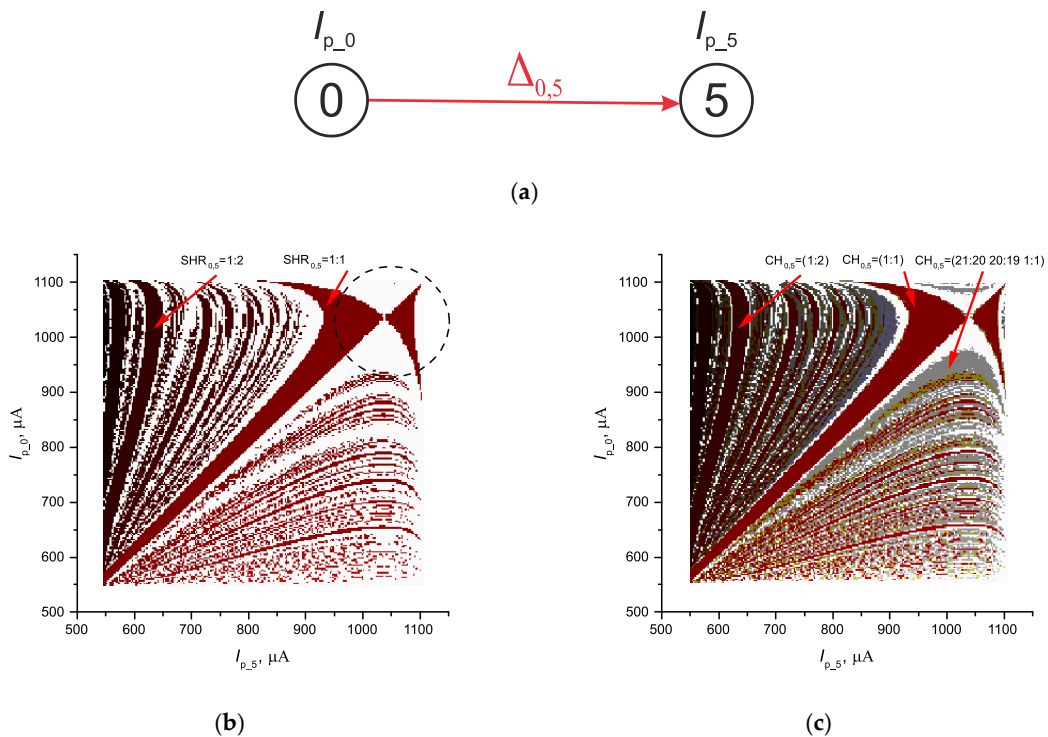 I_p_0 I_p_5
0 Δ_0,5 5
(a)
SHR_0,5=1:2 SHR_0,5=1:1
CH_0,5=(1:2) CH_0,5=(1:1) CH_0,5=(21:20 20:19 1:1)
1100 1100
1000 1000
900 900
I_p_0, μA I_p_0, μA
800 800
700 700
600 600
500 500
500 600 700 800 900 1000 1100 500 600 700 800 900 1000 1100
I_p_5, μA I_p_5, μA
(b) (c)